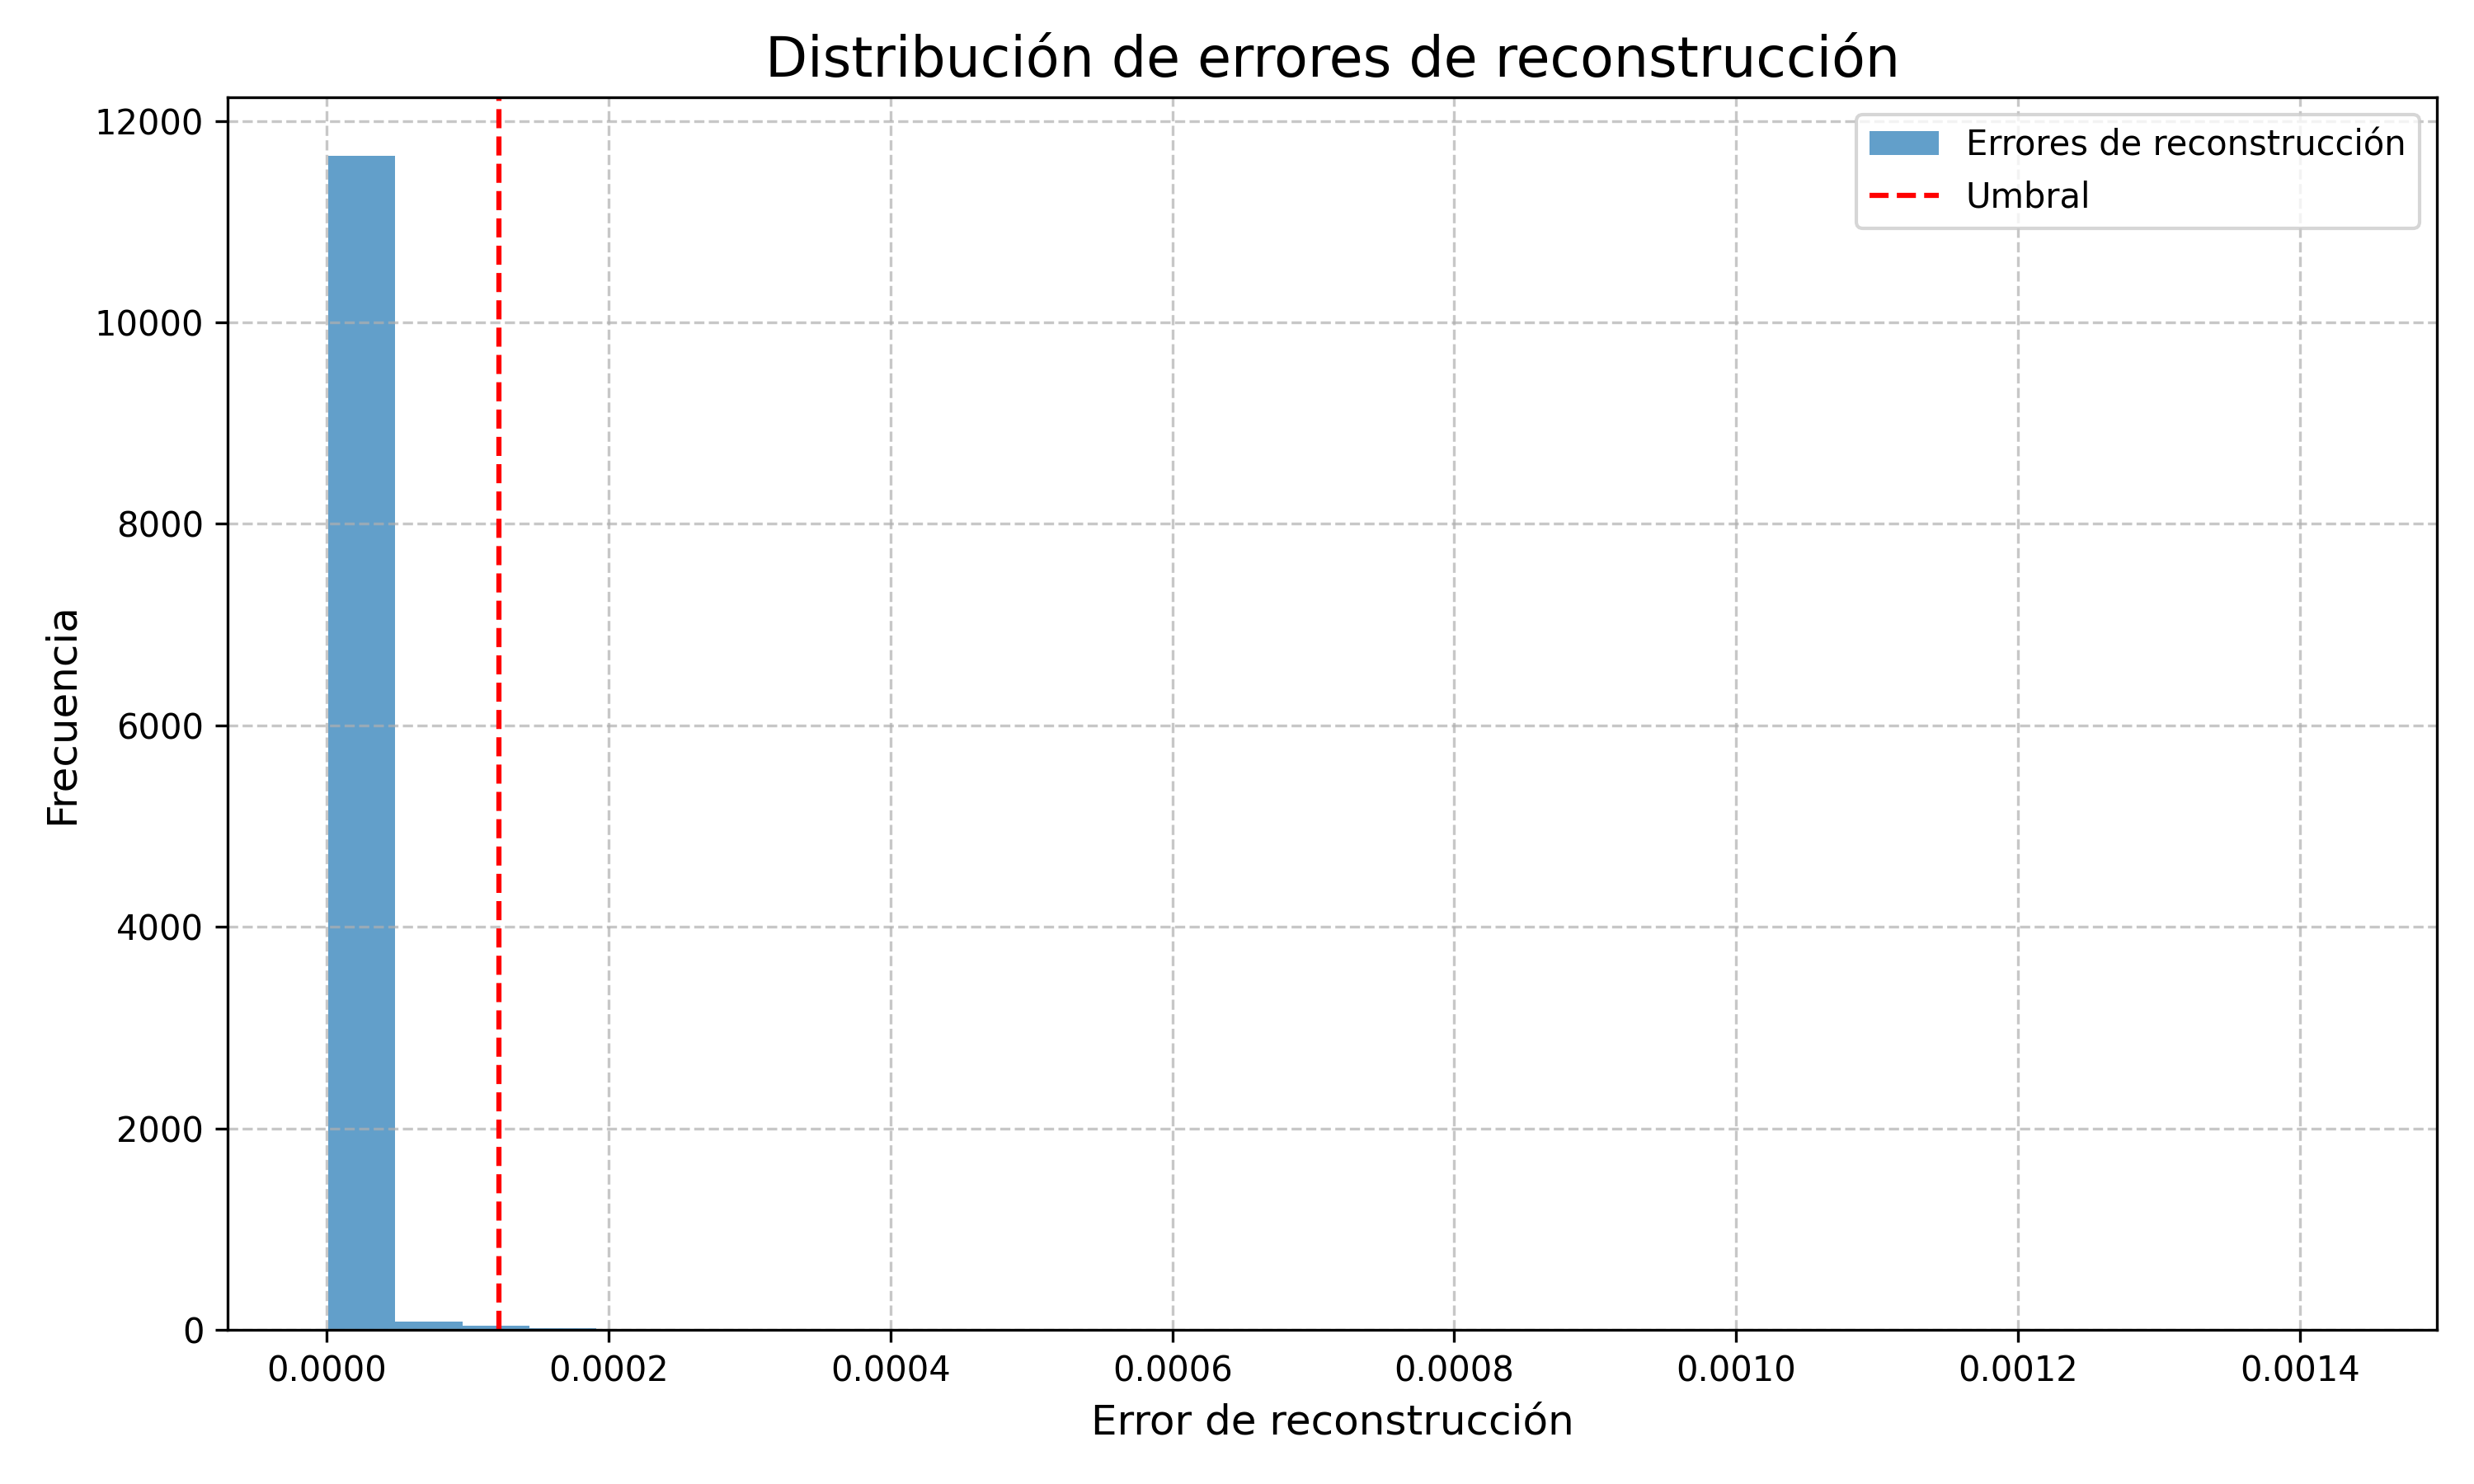 Distribución de errores de reconstrucción
Errores de reconstrucción
Umbral
Frecuencia
12000
10000
8000
6000
4000
2000
0
0.0000 0.0002 0.0004 0.0006 0.0008 0.0010 0.0012 0.0014
Error de reconstrucción